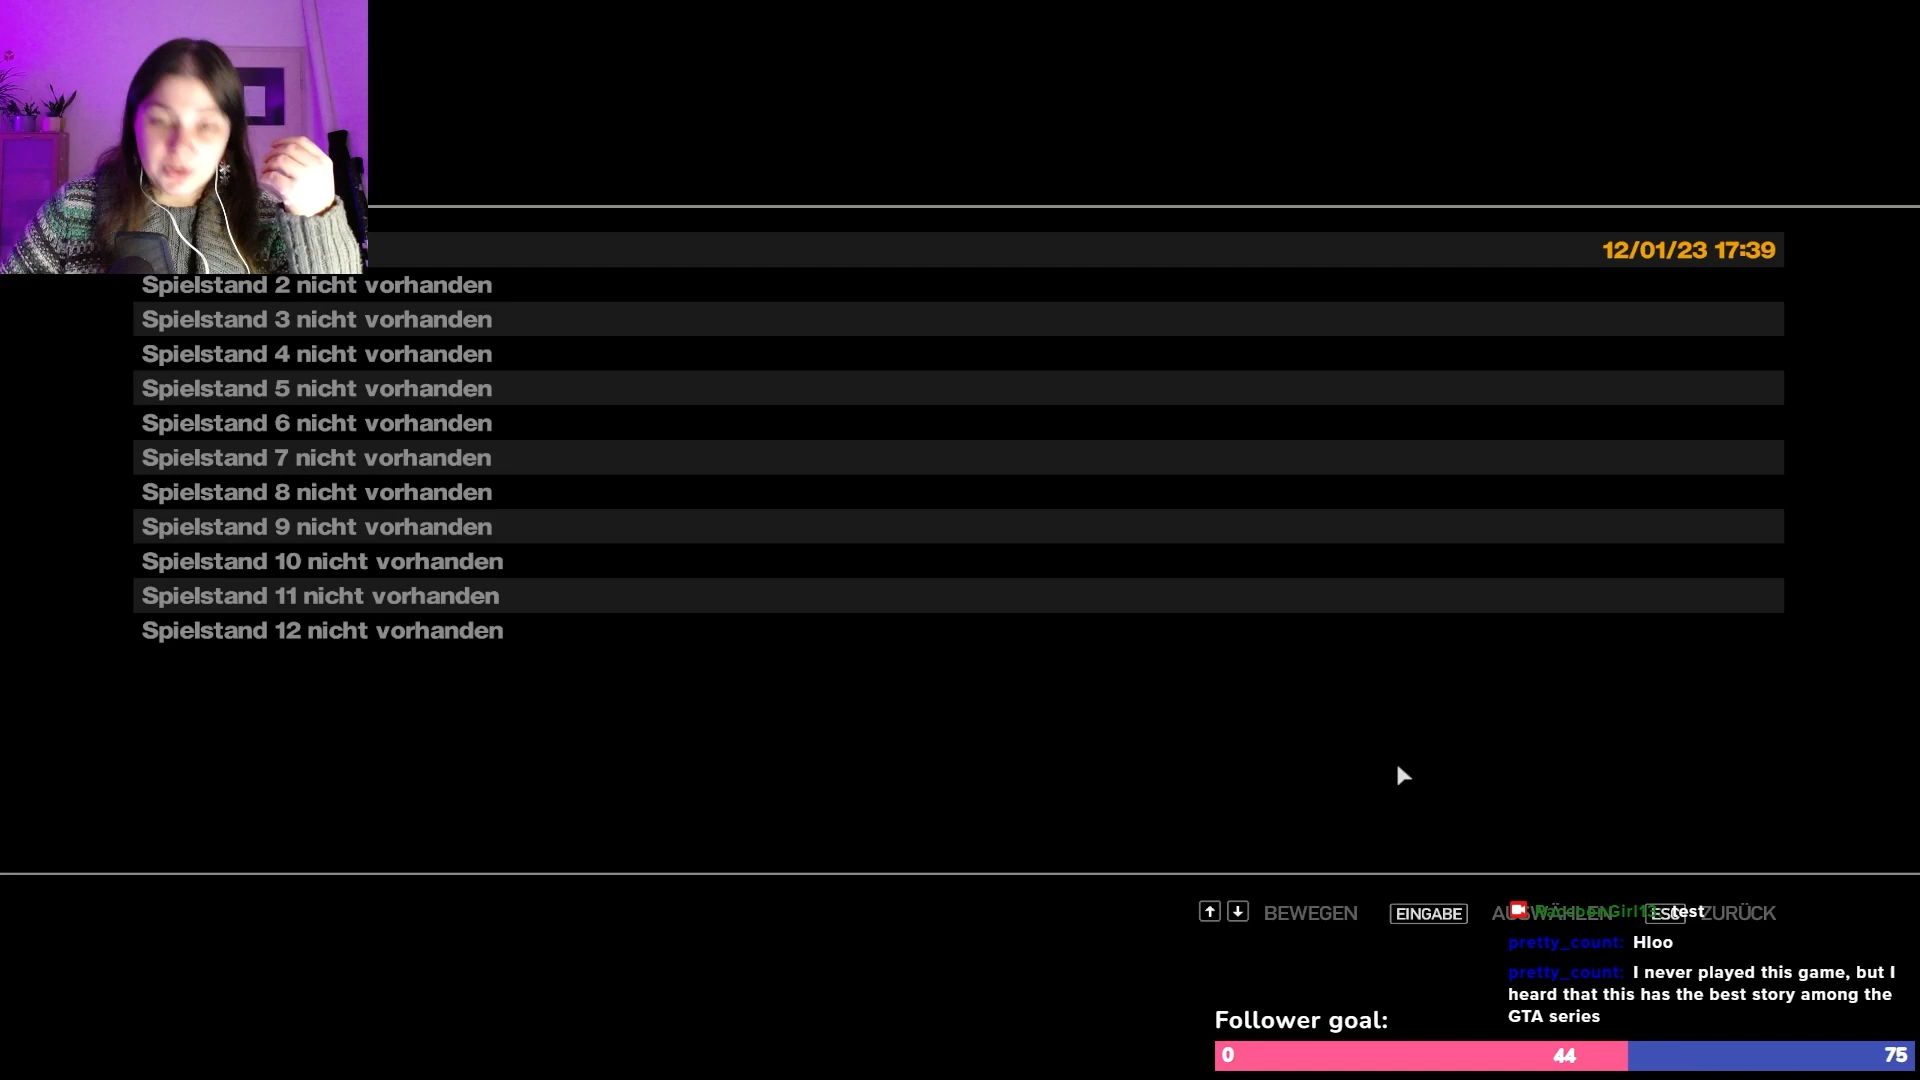 12/01/23 17:39
Spielstand 2 nicht vorhanden
Spielstand 3 nicht vorhanden
Spielstand 4 nicht vorhanden
Spielstand 5 nicht vorhanden
Spielstand 6 nicht vorhanden
Spielstand 7 nicht vorhanden
Spielstand 8 nicht vorhanden
Spielstand 9 nicht vorhanden
Spielstand 10 nicht vorhanden
Spielstand 11 nicht vorhanden
Spielstand 12 nicht vorhanden
BEWEGEN EINGABE AUSWÄHLEN ESC ZURÜCK
test
pretty_count: Hloo
pretty_count: I never played this game, but I
heard that this has the best story among the
GTA series
Follower goal:
0 44 75